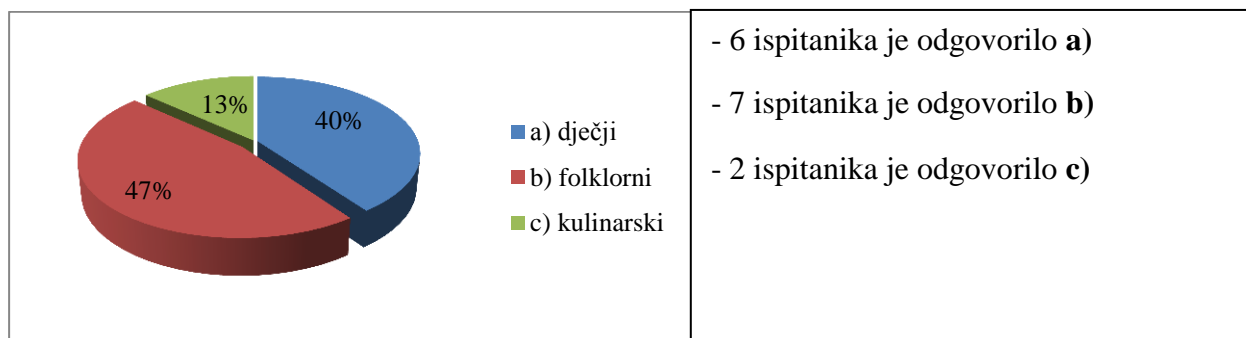 13%
40%
47%
a) dječji
b) folklorni
c) kulinarski
- 6 ispitanika je odgovorilo a)
- 7 ispitanika je odgovorilo b)
- 2 ispitanika je odgovorilo c)